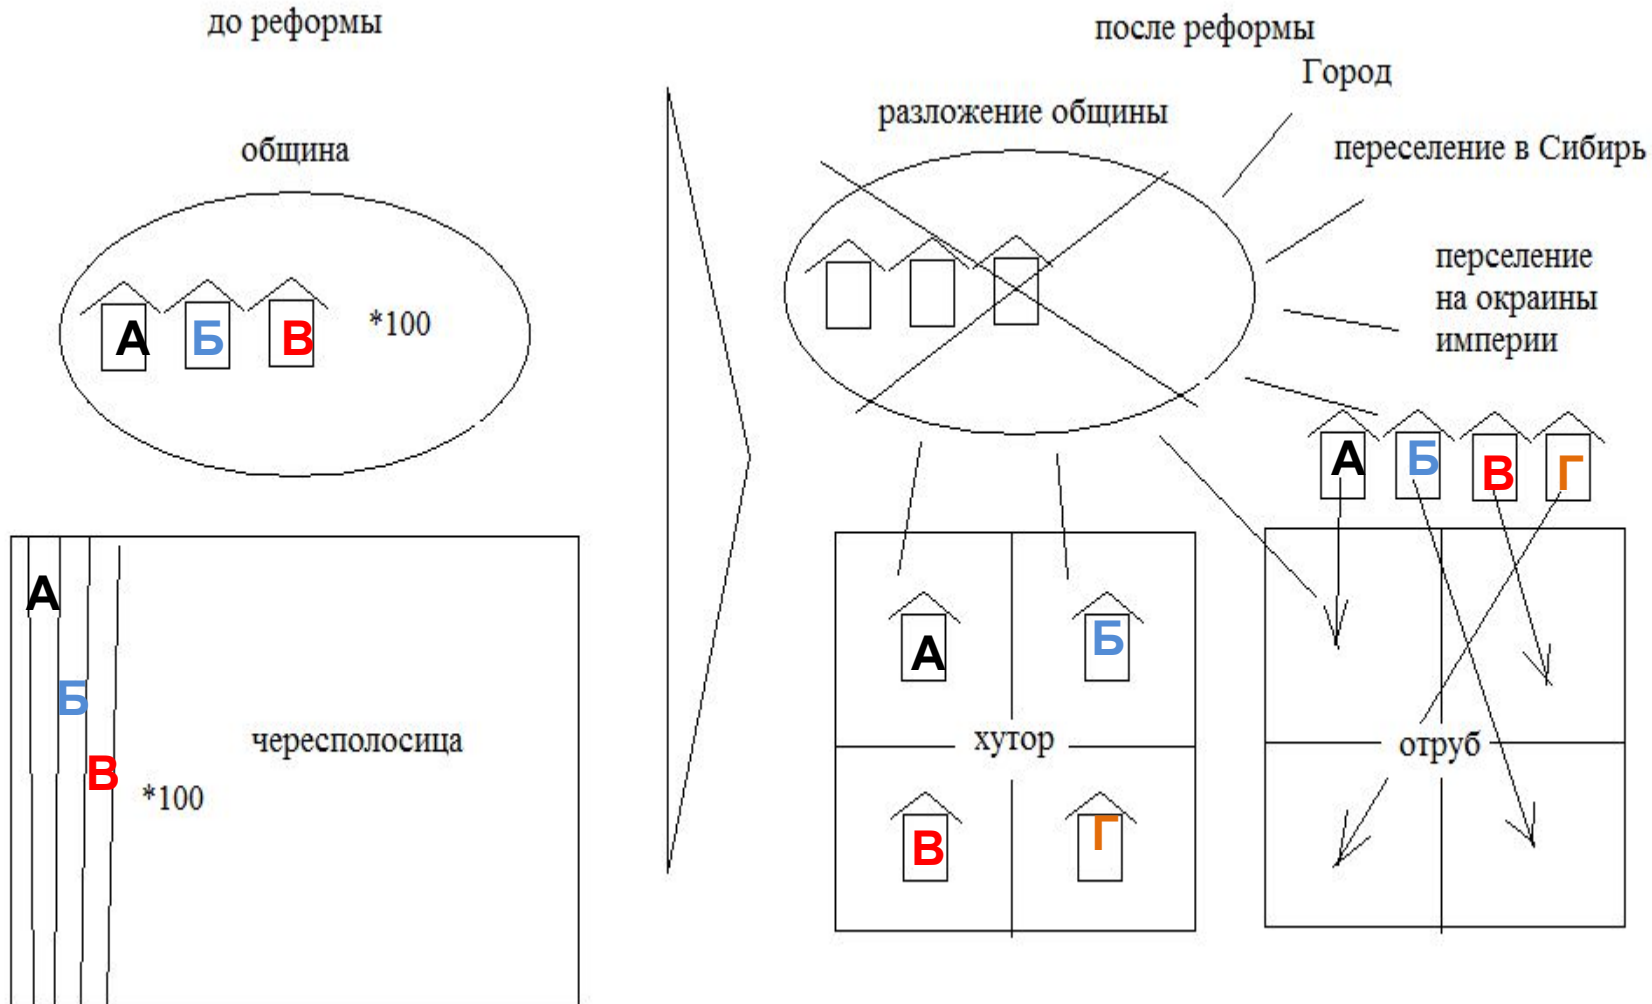 до реформы
община
А Б В *100
А
Б
В
чересполосица
*100
после реформы
Город
разложение общины
переселение в Сибирь
перселение
на окраины
империи
А Б В Г
А Б
хутор
В Г
отруб